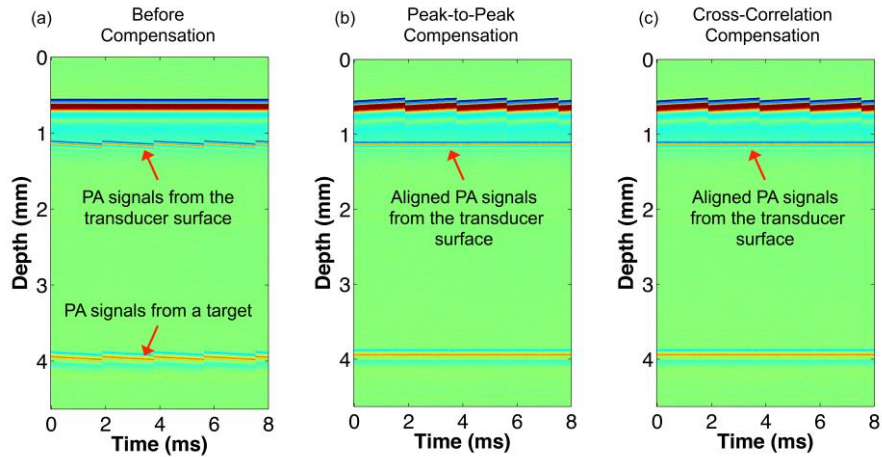 (a)
Before
Compensation
0
1
2
3
4
Depth (mm)
PA signals from the
transducer surface
PA signals from a target
0 2 4 6 8
Time (ms)
(b)
Peak-to-Peak
Compensation
0
1
2
3
4
Depth (mm)
Aligned PA signals
from the transducer
surface
0 2 4 6 8
Time (ms)
(c)
Cross-Correlation
Compensation
0
1
2
3
4
Depth (mm)
Aligned PA signals
from the transducer
surface
0 2 4 6 8
Time (ms)